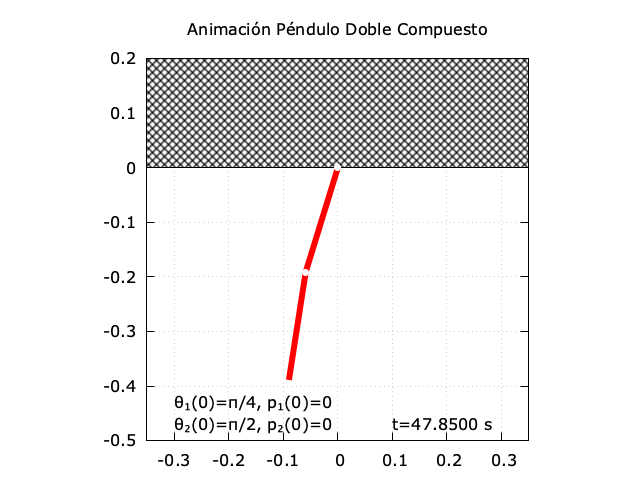 Animación Péndulo Doble Compuesto
0.2
0.1
0
-0.1
-0.2
-0.3
-0.4
-0.5
θ₁(0)=π/4, p₁(0)=0
θ₂(0)=π/2, p₂(0)=0
t=47.8500 s
-0.3 -0.2 -0.1 0 0.1 0.2 0.3